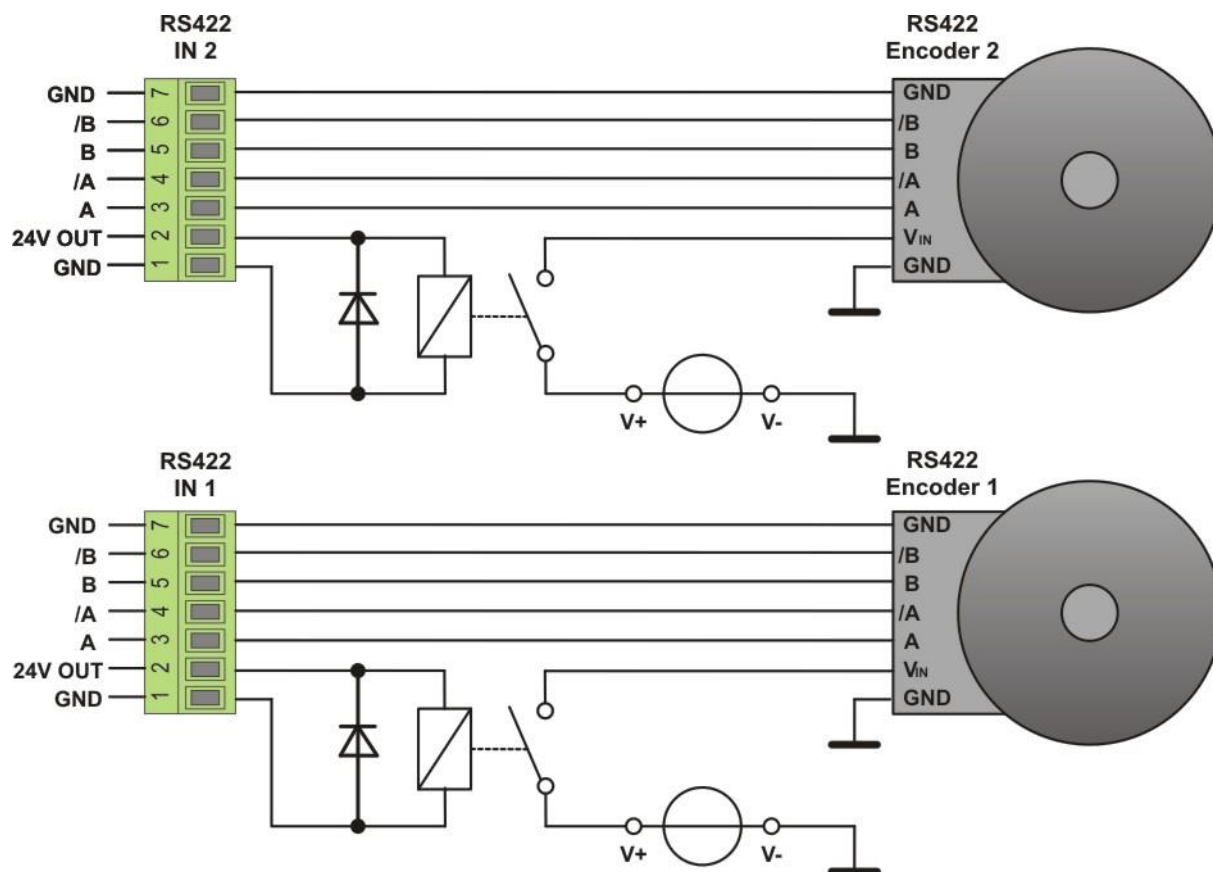 RS422
IN 2
RS422
Encoder 2
GND 7 GND
/B 6 /B
B 5 B
/A 4 /A
A 3 A
24V OUT 2 VIN
GND 1 GND
V+ V-
RS422
IN 1
RS422
Encoder 1
GND 7 GND
/B 6 /B
B 5 B
/A 4 /A
A 3 A
24V OUT 2 VIN
GND 1 GND
V+ V-